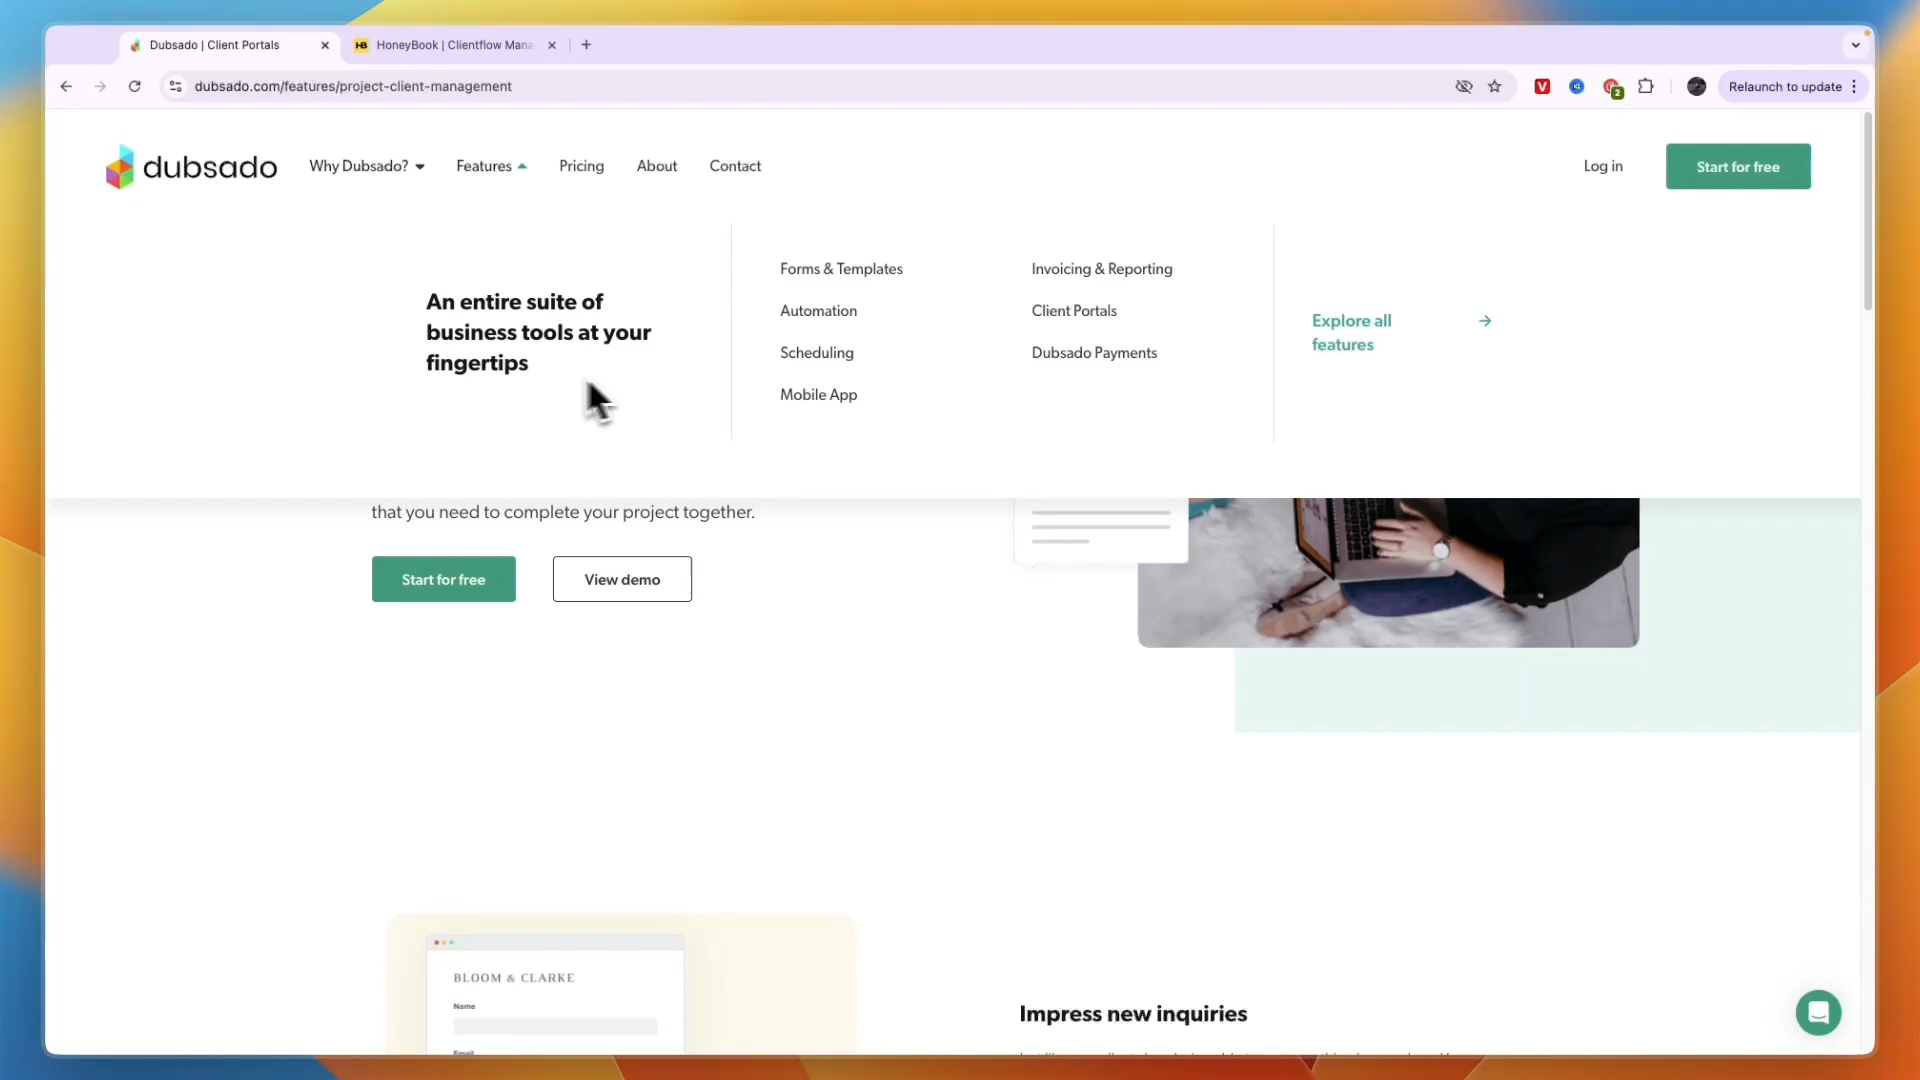 Dubsado | Client Portals
HoneyBook | Clientflow Mana
dubsado.com/features/project-client-management
2
Relaunch to update
dubsado
Why Dubsado?
Features
Pricing
About
Contact
Log in
Start for free
An entire suite of
business tools at your
fingertips
Forms & Templates
Automation
Scheduling
Mobile App
Invoicing & Reporting
Client Portals
Dubsado Payments
Explore all
features
that you need to complete your project together.
Start for free
View demo
BLOOM & CLARKE
Name
Email
Impress new inquiries